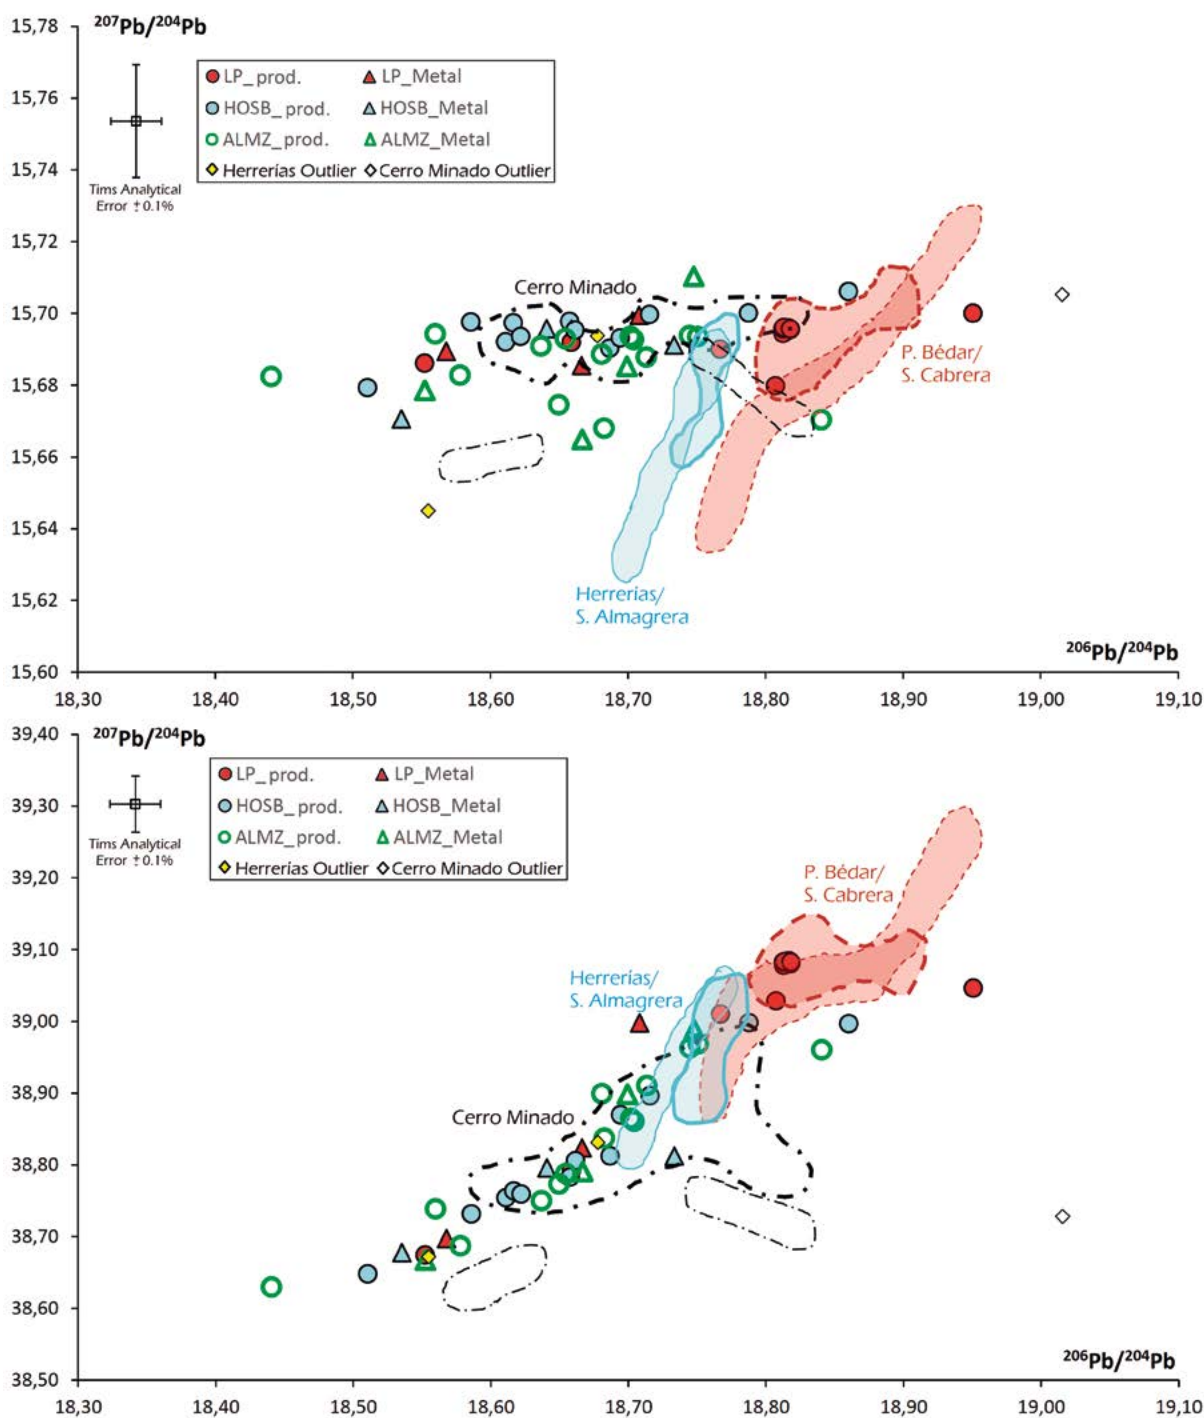 15,78
²⁰⁷Pb/²⁰⁴Pb
15,76
15,74
15,72
15,70
15,68
15,66
15,64
15,62
15,60
LP_prod.
LP_Metal
HOSB_prod.
HOSB_Metal
ALMZ_prod.
ALMZ_Metal
Herrerías Outlier
Cerro Minado Outlier
Tims Analytical
Error ±0.1%
Cerro Minado
P. Bédar/
S. Cabrera
Herrerias/
S. Almagrera
²⁰⁶Pb/²⁰⁴Pb
18,30
18,40
18,50
18,60
18,70
18,80
18,90
19,00
19,10
39,40
²⁰⁷Pb/²⁰⁴Pb
39,30
39,20
39,10
39,00
38,90
38,80
38,70
38,60
38,50
LP_prod.
LP_Metal
HOSB_prod.
HOSB_Metal
ALMZ_prod.
ALMZ_Metal
Herrerías Outlier
Cerro Minado Outlier
Tims Analytical
Error ±0.1%
P. Bédar/
S. Cabrera
Herrerías/
S. Almagrera
Cerro Minado
²⁰⁶Pb/²⁰⁴Pb
18,30
18,40
18,50
18,60
18,70
18,80
18,90
19,00
19,10